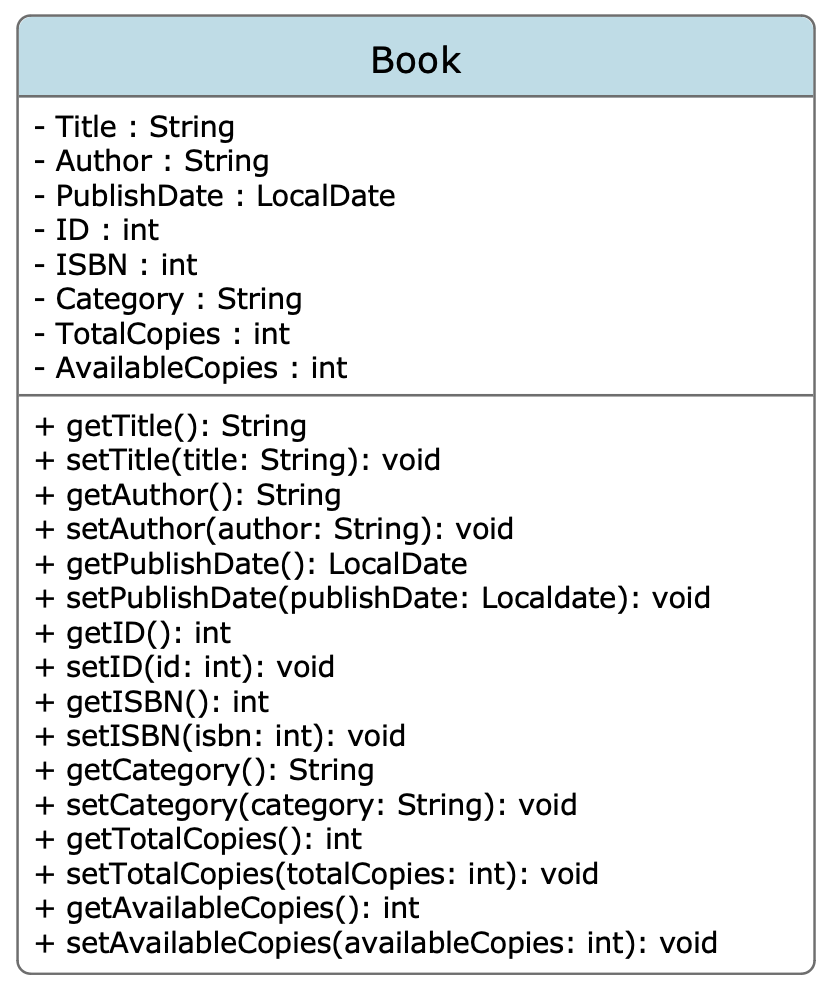 Book
- Title : String
- Author : String
- PublishDate : LocalDate
- ID : int
- ISBN : int
- Category : String
- TotalCopies : int
- AvailableCopies : int
+ getTitle(): String
+ setTitle(title: String): void
+ getAuthor(): String
+ setAuthor(author: String): void
+ getPublishDate(): LocalDate
+ setPublishDate(publishDate: Localdate): void
+ getID(): int
+ setID(id: int): void
+ getISBN(): int
+ setISBN(isbn: int): void
+ getCategory(): String
+ setCategory(category: String): void
+ getTotalCopies(): int
+ setTotalCopies(totalCopies: int): void
+ getAvailableCopies(): int
+ setAvailableCopies(availableCopies: int): void